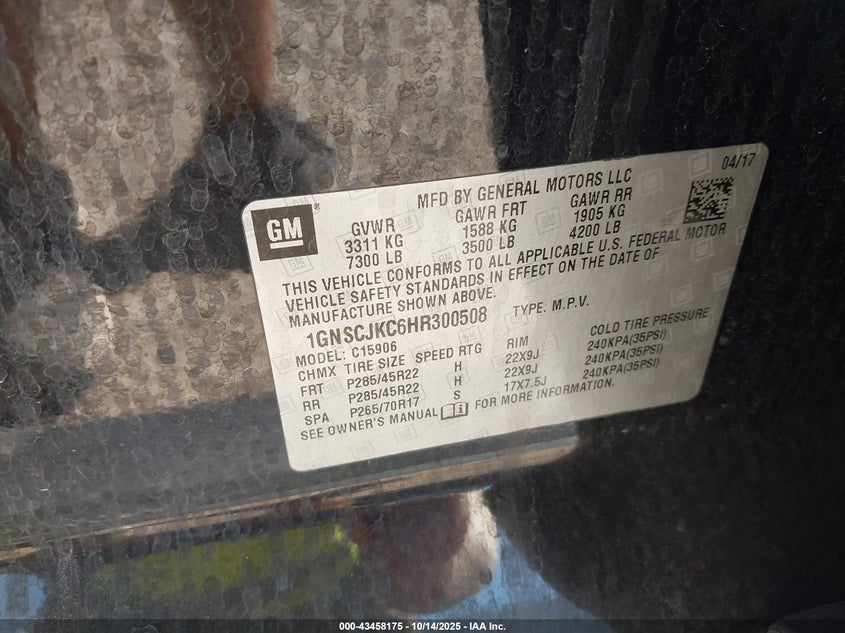 04/17
MFD BY GENERAL MOTORS LLC
GM®
GVWR GAWR FRT GAWR RR
3311 KG 1588 KG 1905 KG
7300 LB 3500 LB 4200 LB
THIS VEHICLE CONFORMS TO ALL APPLICABLE U.S. FEDERAL MOTOR
VEHICLE SAFETY STANDARDS IN EFFECT ON THE DATE OF
MANUFACTURE SHOWN ABOVE.
1GNSCJKC6HR300508 TYPE: M.P.V.
MODEL: C15906
CHMX TIRE SIZE SPEED RTG RIM COLD TIRE PRESSURE
FRT P285/45R22 H 22X9J 240KPA(35PSI)
RR P285/45R22 H 22X9J 240KPA(35PSI)
SPA P265/70R17 S 17X7.5J 240KPA(35PSI)
SEE OWNER'S MANUAL FOR MORE INFORMATION.
000-43458175 - 10/14/2025 - IAA Inc.